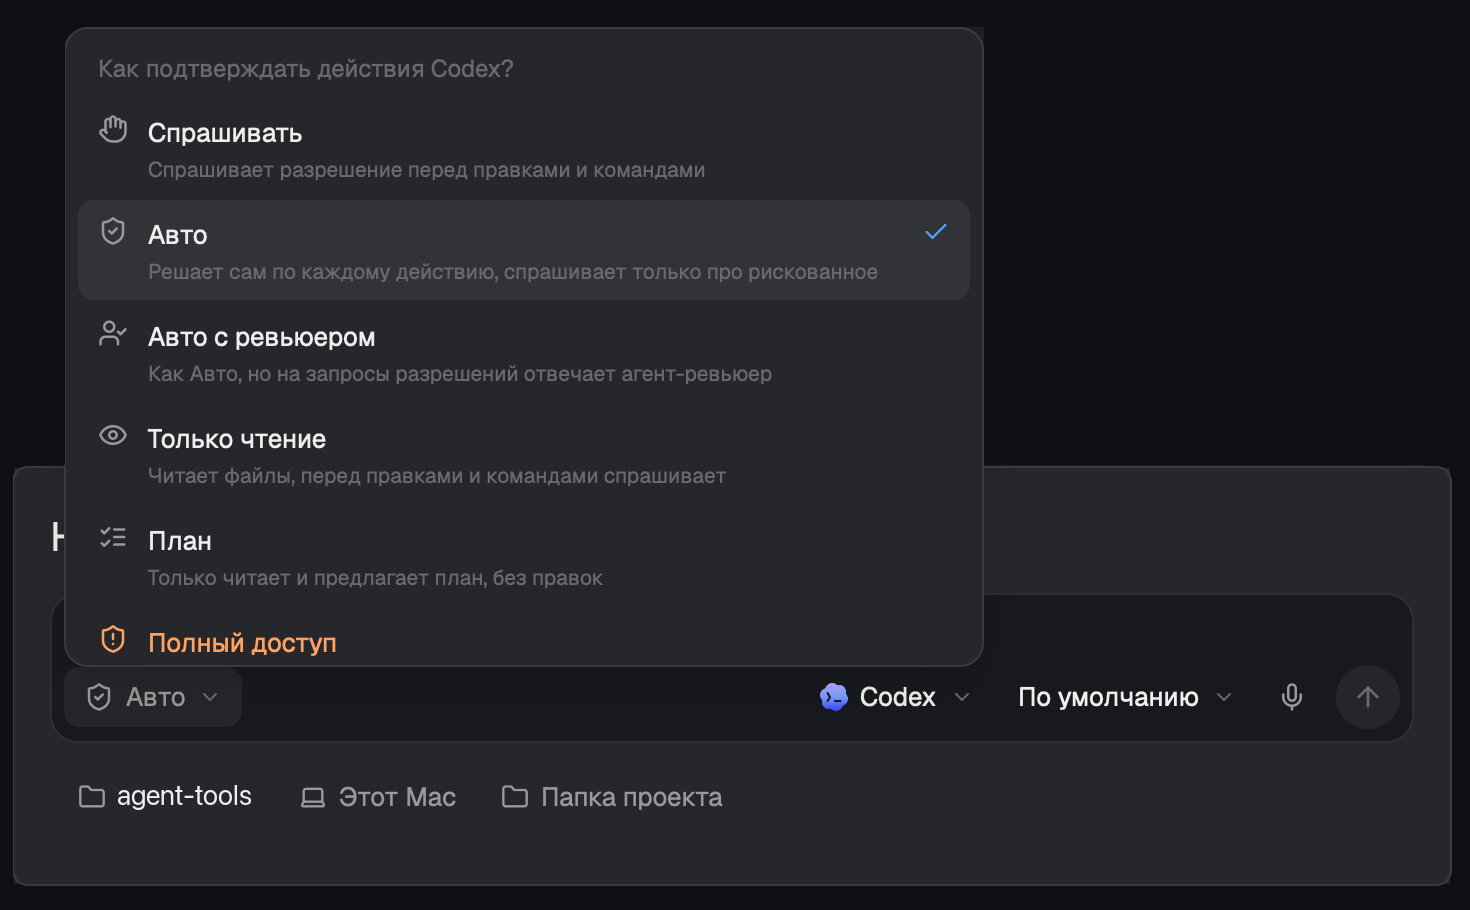 Как подтверждать действия Codex?
Спрашивать
Спрашивает разрешение перед правками и командами
Авто
Решает сам по каждому действию, спрашивает только про рискованное
Авто с ревьюером
Как Авто, но на запросы разрешений отвечает агент-ревьюер
Только чтение
Читает файлы, перед правками и командами спрашивает
План
Только читает и предлагает план, без правок
Полный доступ
Авто
Codex
По умолчанию
agent-tools
Этот Mac
Папка проекта